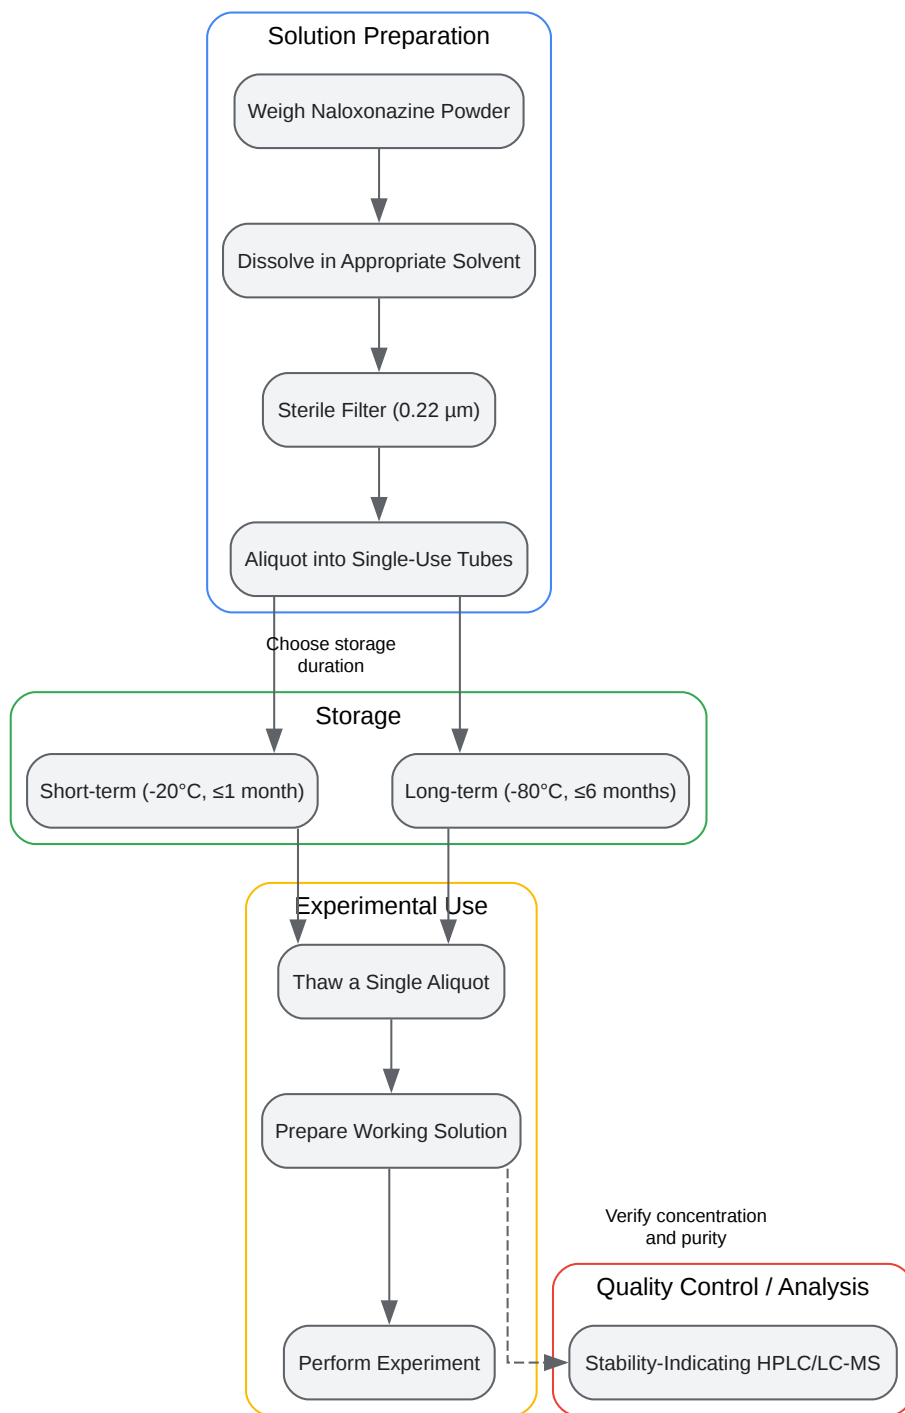 Solution Preparation
Weigh Naloxonazine Powder
Dissolve in Appropriate Solvent
Sterile Filter (0.22 µm)
Aliquot into Single-Use Tubes
Choose storage
duration
Storage
Short-term (-20°C, ≤1 month)
Long-term (-80°C, ≤6 months)
Experimental Use
Thaw a Single Aliquot
Prepare Working Solution
Verify concentration
and purity
Quality Control / Analysis
Perform Experiment
Stability-Indicating HPLC/LC-MS